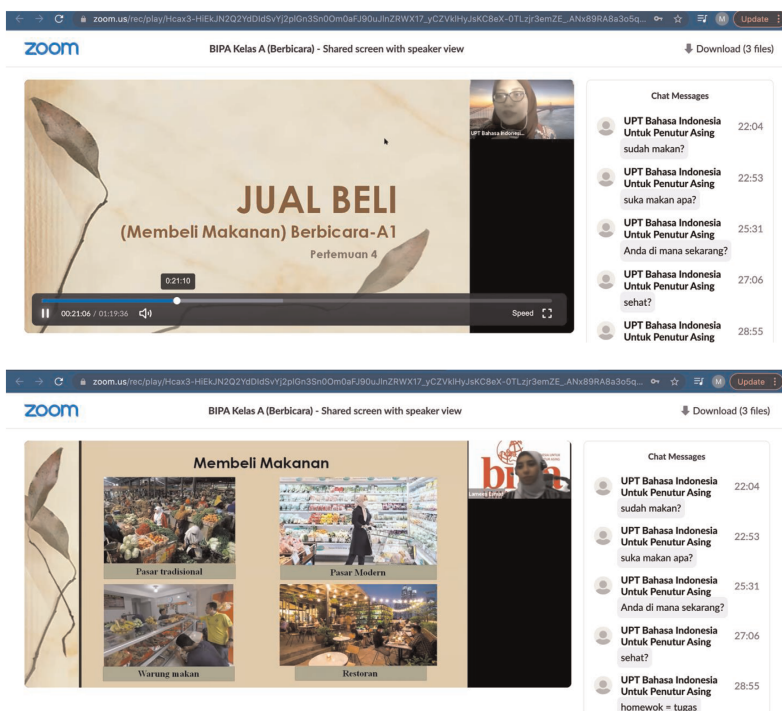 zoom.us/rec/play/Hcax3-HiEkJN2Q2YdDIdSvYj2pIGn3Sn0Om0aFJ90uJlnZRWX17_yCZVklHyJsKC8eX-0TLzjr3emZE_.ANx89RA8a3o5q...
M
Update
zoom
BIPA Kelas A (Berbicara) - Shared screen with speaker view
Download (3 files)
JUAL BELI
(Membeli Makanan) Berbicara-A1
Pertemuan 4
UPT Bahasa Indonesi...
0:21:10
00:21:06 / 01:19:36
Speed
Chat Messages
UPT Bahasa Indonesia
Untuk Penutur Asing
22:04
sudah makan?
UPT Bahasa Indonesia
Untuk Penutur Asing
22:53
suka makan apa?
UPT Bahasa Indonesia
Untuk Penutur Asing
25:31
Anda di mana sekarang?
UPT Bahasa Indonesia
Untuk Penutur Asing
27:06
sehat?
UPT Bahasa Indonesia
Untuk Penutur Asing
28:55
zoom.us/rec/play/Hcax3-HiEkJN2Q2YdDIdSvYj2pIGn3Sn0Om0aFJ90uJlnZRWX17_yCZVklHyJsKC8eX-0TLzjr3emZE_.ANx89RA8a3o5q...
M
Update
zoom
BIPA Kelas A (Berbicara) - Shared screen with speaker view
Download (3 files)
Membeli Makanan
Pasar tradisional
Pasar Modern
Warung makan
Restoran
Chat Messages
UPT Bahasa Indonesia
Untuk Penutur Asing
22:04
sudah makan?
UPT Bahasa Indonesia
Untuk Penutur Asing
22:53
suka makan apa?
UPT Bahasa Indonesia
Untuk Penutur Asing
25:31
Anda di mana sekarang?
UPT Bahasa Indonesia
Untuk Penutur Asing
27:06
sehat?
UPT Bahasa Indonesia
Untuk Penutur Asing
28:55
homewok = tugas